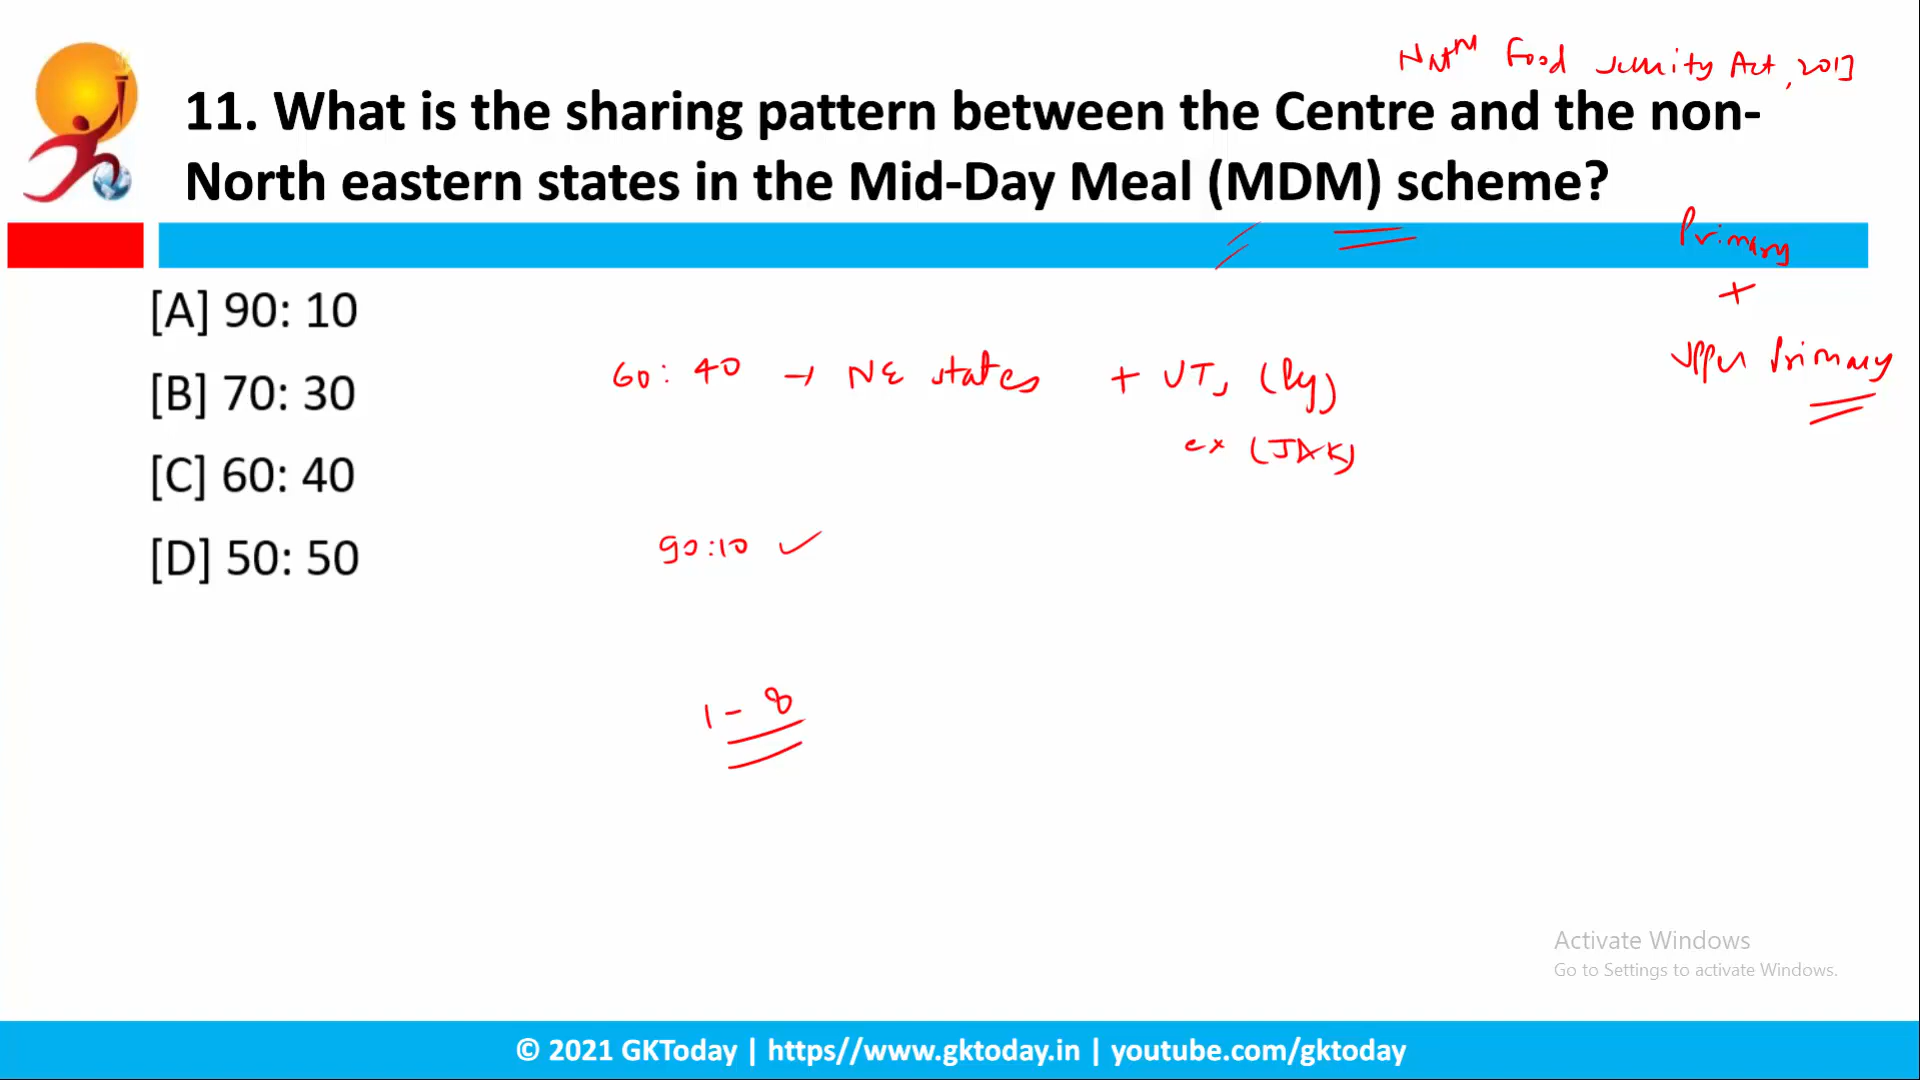 Natn Food Security Act, 2013
11. What is the sharing pattern between the Centre and the non-
North eastern states in the Mid-Day Meal (MDM) scheme?
Primary
+
Upper Primary
[A] 90: 10
[B] 70: 30
[C] 60: 40
[D] 50: 50
60: 40 → NE states + UTs (Py)
ex (J&K)
90:10 ✓
1 - 8
Activate Windows
Go to Settings to activate Windows.
© 2021 GKToday | https//www.gktoday.in | youtube.com/gktoday